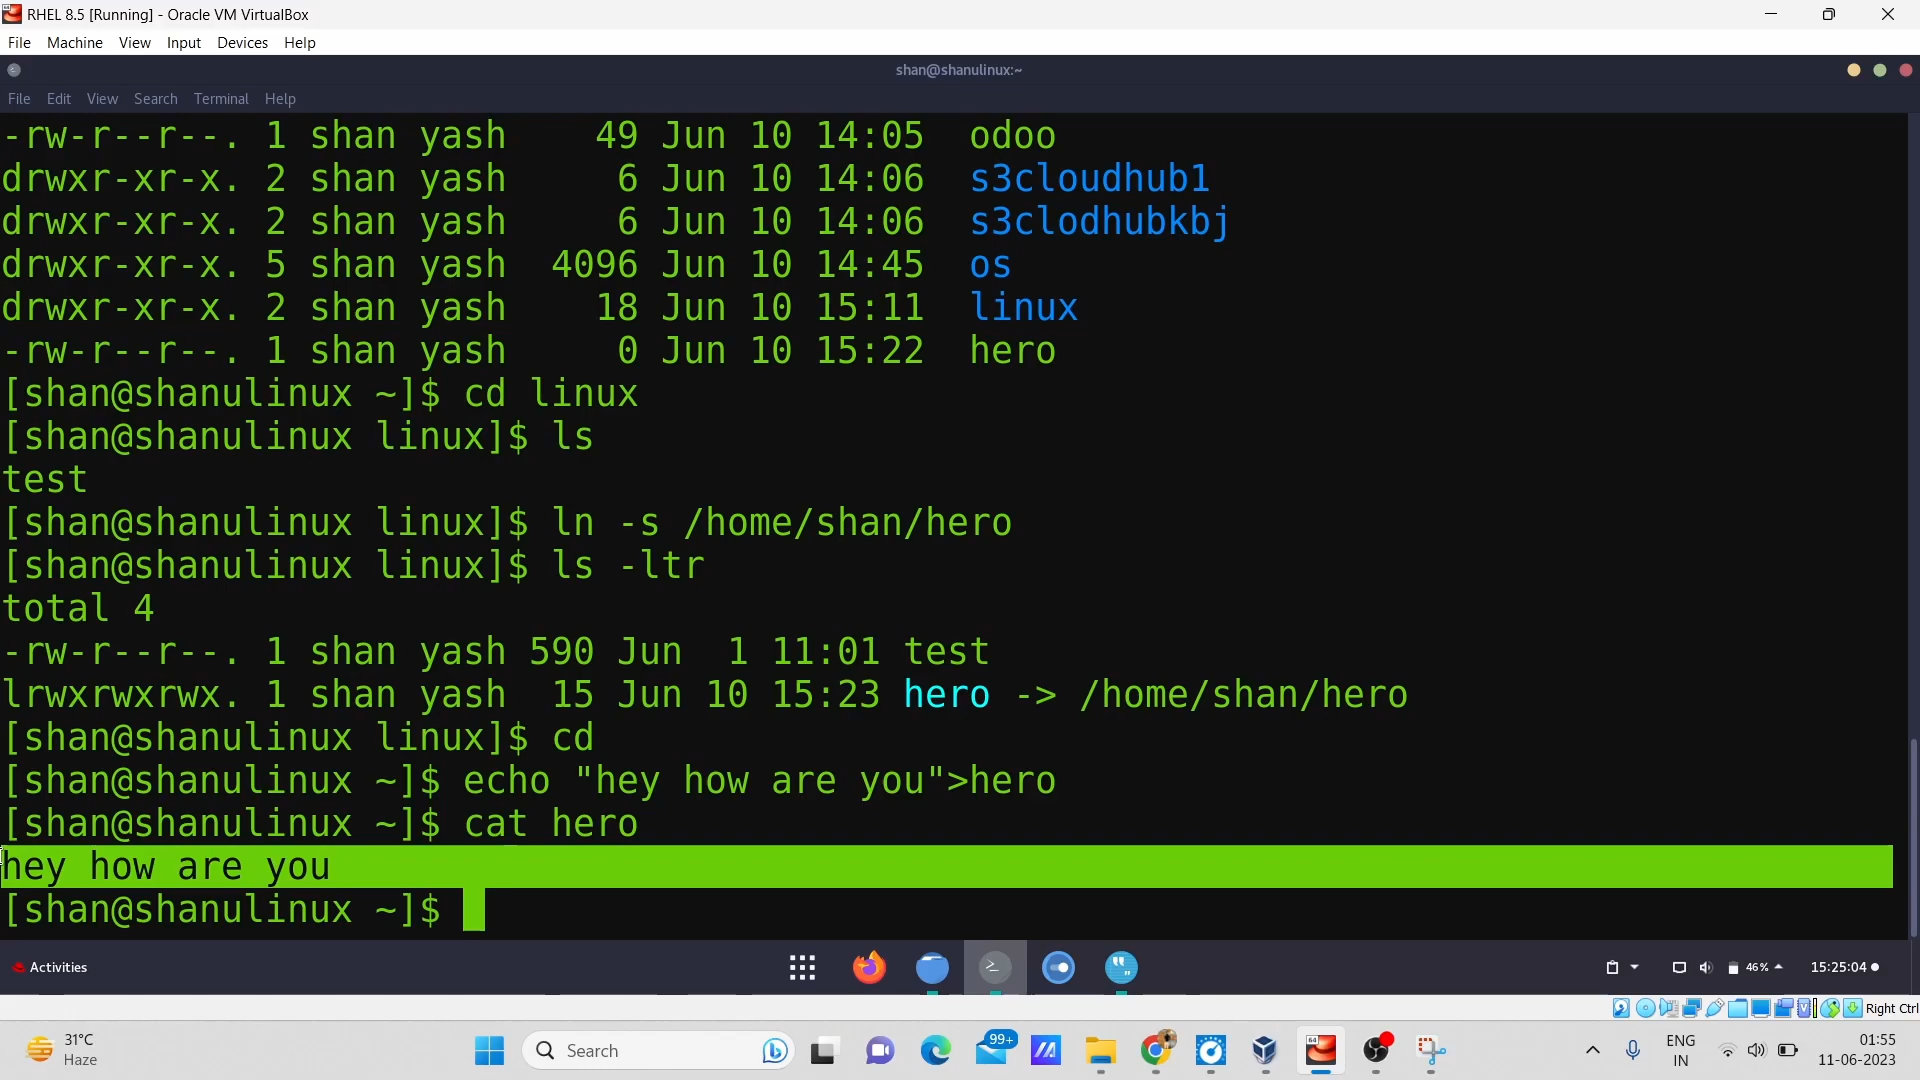 RHEL 8.5 [Running] - Oracle VM VirtualBox
File Machine View Input Devices Help
shan@shanulinux:~
File Edit View Search Terminal Help
-rw-r--r--. 1 shan yash    49 Jun 10 14:05  odoo
drwxr-xr-x. 2 shan yash     6 Jun 10 14:06  s3cloudhub1
drwxr-xr-x. 2 shan yash     6 Jun 10 14:06  s3clodhubkbj
drwxr-xr-x. 5 shan yash  4096 Jun 10 14:45  os
drwxr-xr-x. 2 shan yash    18 Jun 10 15:11  linux
-rw-r--r--. 1 shan yash     0 Jun 10 15:22  hero
[shan@shanulinux ~]$ cd linux
[shan@shanulinux linux]$ ls
test
[shan@shanulinux linux]$ ln -s /home/shan/hero
[shan@shanulinux linux]$ ls -ltr
total 4
-rw-r--r--. 1 shan yash 590 Jun  1 11:01 test
lrwxrwxrwx. 1 shan yash  15 Jun 10 15:23 hero -> /home/shan/hero
[shan@shanulinux linux]$ cd
[shan@shanulinux ~]$ echo "hey how are you">hero
[shan@shanulinux ~]$ cat hero
hey how are you
[shan@shanulinux ~]$
Activities 46% 15:25:04
Right Ctrl
31°C
Haze
Search
99+
64
ENG
IN
01:55
11-06-2023